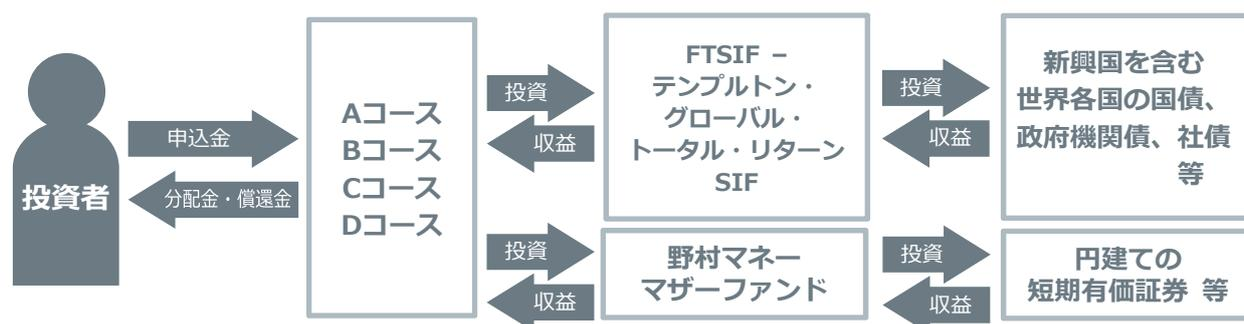 投資者
申込金
分配金・償還金
Aコース
Bコース
Cコース
Dコース
投資
収益
FTSIF –
テンプルトン・
グローバル・
トータル・リターン
SIF
投資
収益
新興国を含む
世界各国の国債、
政府機関債、社債
等
投資
収益
野村マネー
マザーファンド
投資
収益
円建ての
短期有価証券 等